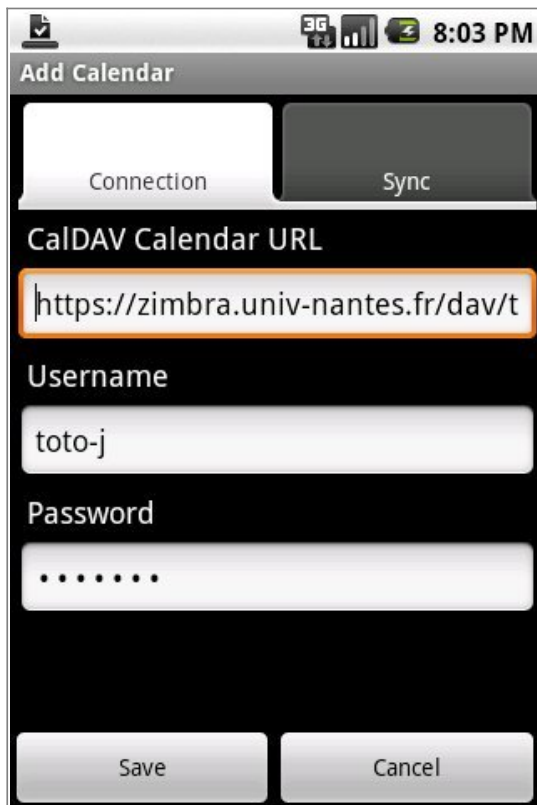 3G 8:03 PM
Add Calendar
Connection Sync
CalDAV Calendar URL
https://zimbra.univ-nantes.fr/dav/t
Username
toto-j
Password
•••••••
Save Cancel